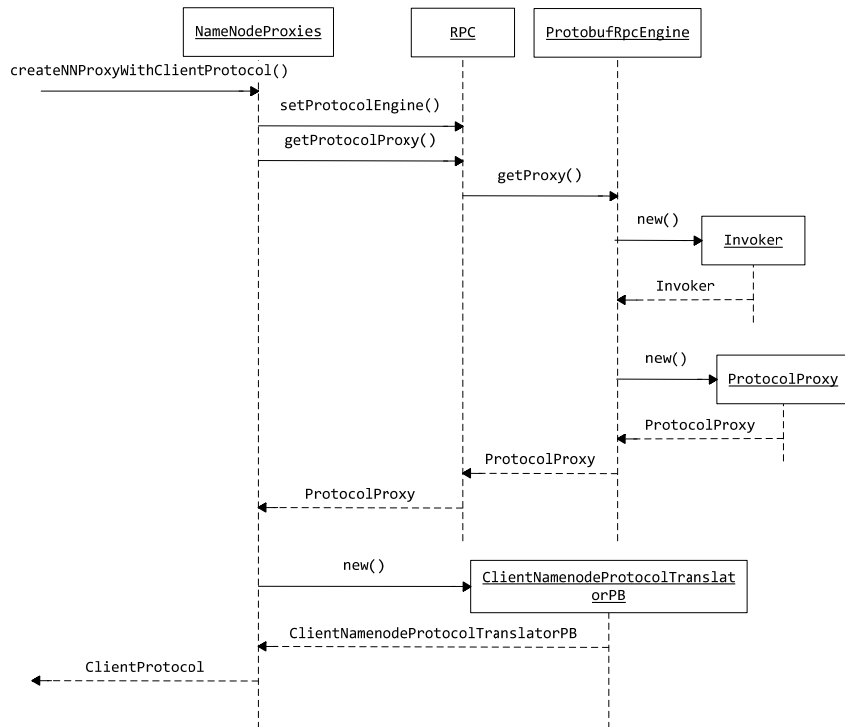 NameNodeProxies
RPC
ProtobufRpcEngine
createNNProxyWithClientProtocol()
setProtocolEngine()
getProtocolProxy()
getProxy()
new()
Invoker
Invoker
new()
ProtocolProxy
ProtocolProxy
ProtocolProxy
ProtocolProxy
new()
ClientNamenodeProtocolTranslat
orPB
ClientNamenodeProtocolTranslatorPB
ClientProtocol